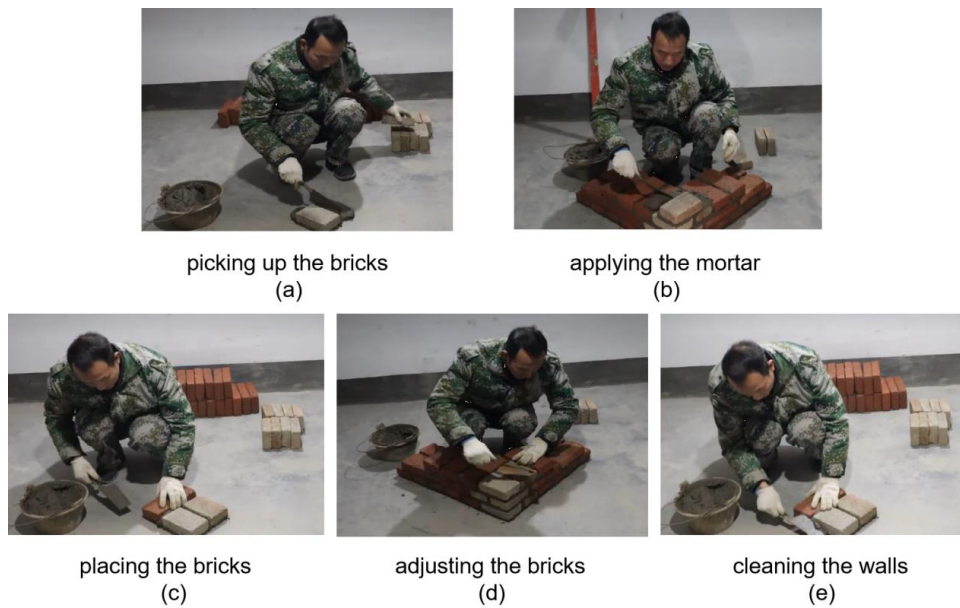 picking up the bricks
(a)
applying the mortar
(b)
placing the bricks
(c)
adjusting the bricks
(d)
cleaning the walls
(e)